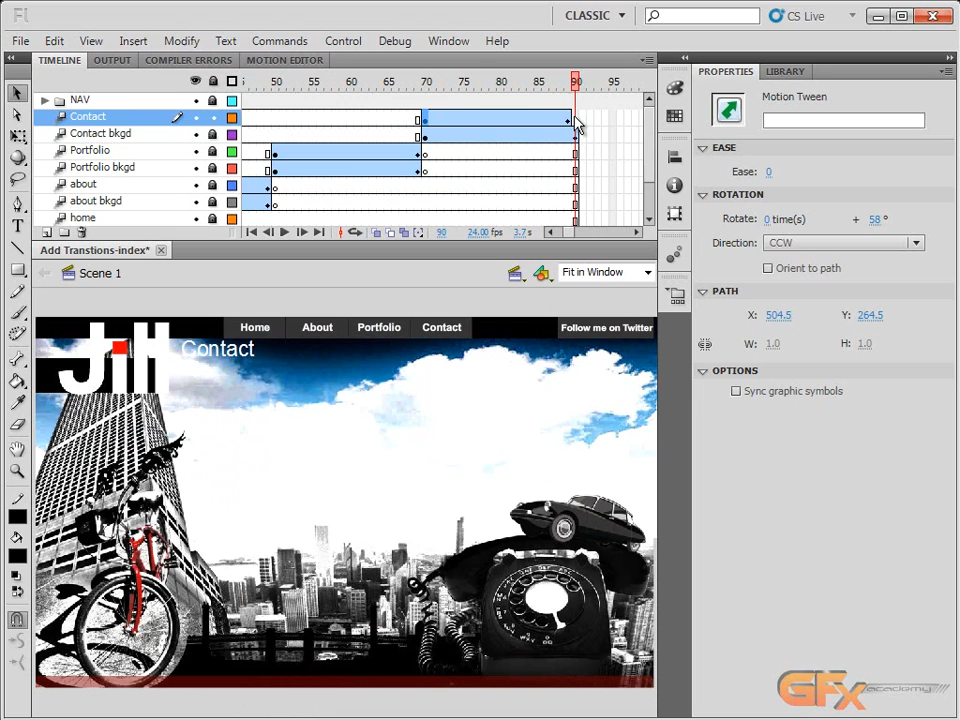 Fl
CLASSIC
CS Live
File Edit View Insert Modify Text Commands Control Debug Window Help
TIMELINE OUTPUT COMPILER ERRORS MOTION EDITOR
50 55 60 65 70 75 80 85 90 95
NAV
Contact
Contact bkgd
Portfolio
Portfolio bkgd
about
about bkgd
home
90 24.00 fps 3.7 s
Add Transtions-index*
Scene 1
Fit in Window
Home About Portfolio Contact Follow me on Twitter
Jill
Contact
PROPERTIES LIBRARY
Motion Tween
EASE
Ease: 0
ROTATION
Rotate: 0 time(s) + 58 °
Direction: CCW
Orient to path
PATH
X: 504.5 Y: 264.5
W: 1.0 H: 1.0
OPTIONS
Sync graphic symbols
GFx academy